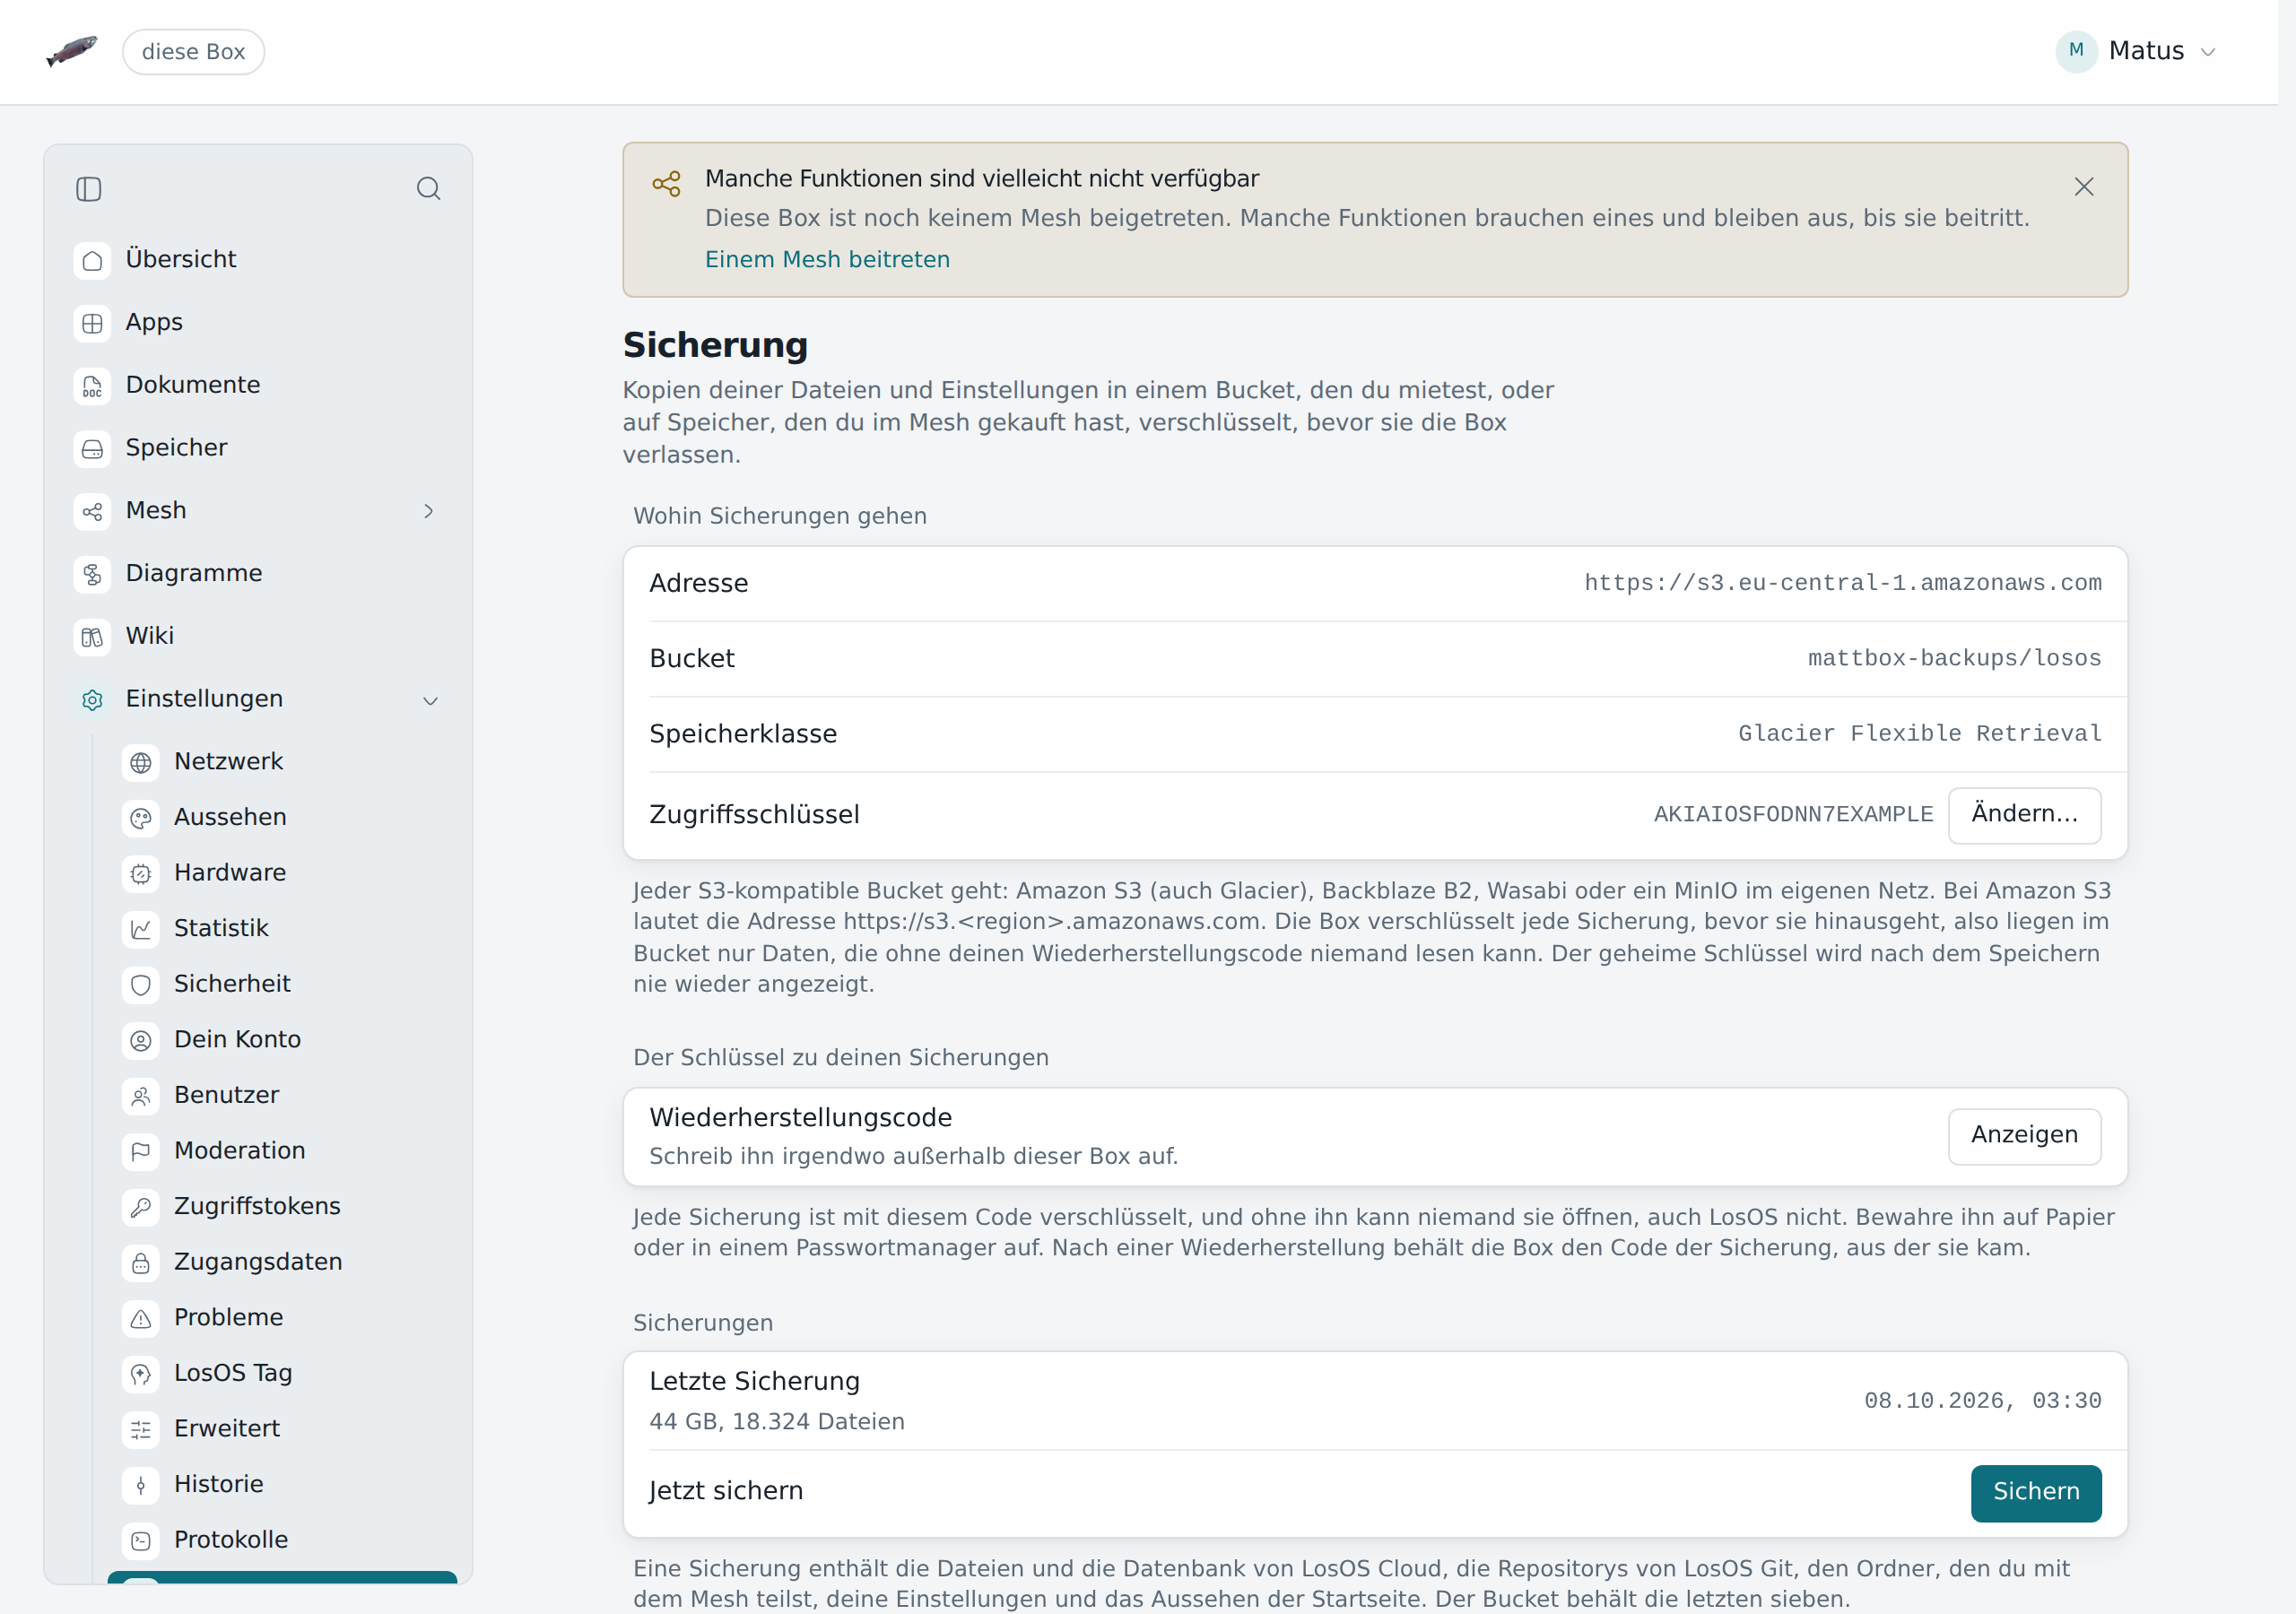 diese Box
M Matus
Manche Funktionen sind vielleicht nicht verfügbar
Diese Box ist noch keinem Mesh beigetreten. Manche Funktionen brauchen eines und bleiben aus, bis sie beitritt.
Einem Mesh beitreten
Übersicht
Apps
DOC Dokumente
Speicher
Mesh
Diagramme
Wiki
Einstellungen
Netzwerk
Aussehen
Hardware
Statistik
Sicherheit
Dein Konto
Benutzer
Moderation
Zugriffstokens
Zugangsdaten
Probleme
LosOS Tag
Erweitert
Historie
Protokolle
Sicherung
Kopien deiner Dateien und Einstellungen in einem Bucket, den du mietest, oder
auf Speicher, den du im Mesh gekauft hast, verschlüsselt, bevor sie die Box
verlassen.
Wohin Sicherungen gehen
Adresse https://s3.eu-central-1.amazonaws.com
Bucket mattbox-backups/losos
Speicherklasse Glacier Flexible Retrieval
Zugriffsschlüssel AKIAIOSFODNN7EXAMPLE Ändern…
Jeder S3-kompatible Bucket geht: Amazon S3 (auch Glacier), Backblaze B2, Wasabi oder ein MinIO im eigenen Netz. Bei Amazon S3
lautet die Adresse https://s3.<region>.amazonaws.com. Die Box verschlüsselt jede Sicherung, bevor sie hinausgeht, also liegen im
Bucket nur Daten, die ohne deinen Wiederherstellungscode niemand lesen kann. Der geheime Schlüssel wird nach dem Speichern
nie wieder angezeigt.
Der Schlüssel zu deinen Sicherungen
Wiederherstellungscode
Schreib ihn irgendwo außerhalb dieser Box auf.
Anzeigen
Jede Sicherung ist mit diesem Code verschlüsselt, und ohne ihn kann niemand sie öffnen, auch LosOS nicht. Bewahre ihn auf Papier
oder in einem Passwortmanager auf. Nach einer Wiederherstellung behält die Box den Code der Sicherung, aus der sie kam.
Sicherungen
Letzte Sicherung
44 GB, 18.324 Dateien
08.10.2026, 03:30
Jetzt sichern Sichern
Eine Sicherung enthält die Dateien und die Datenbank von LosOS Cloud, die Repositorys von LosOS Git, den Ordner, den du mit
dem Mesh teilst, deine Einstellungen und das Aussehen der Startseite. Der Bucket behält die letzten sieben.